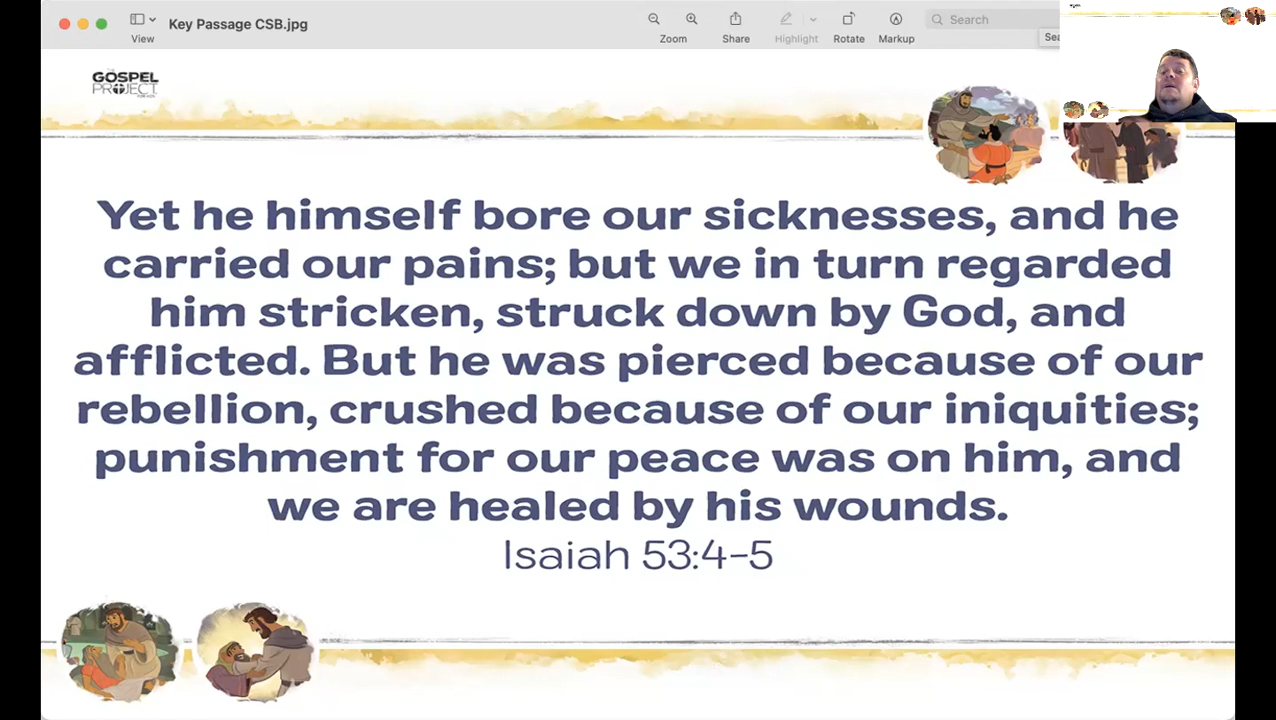 Key Passage CSB.jpg
View
Zoom
Share
Highlight
Rotate
Markup
Search
THE
GOSPEL
PROJECT
FOR KIDS
Yet he himself bore our sicknesses, and he
carried our pains; but we in turn regarded
him stricken, struck down by God, and
afflicted. But he was pierced because of our
rebellion, crushed because of our iniquities;
punishment for our peace was on him, and
we are healed by his wounds.
Isaiah 53:4–5